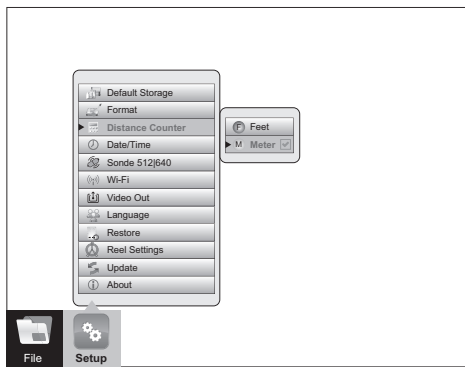 Default Storage
Format
Distance Counter
Date/Time
Sonde 512|640
Wi-Fi
Video Out
Language
Restore
Reel Settings
Update
About
F Feet
M Meter
File
Setup